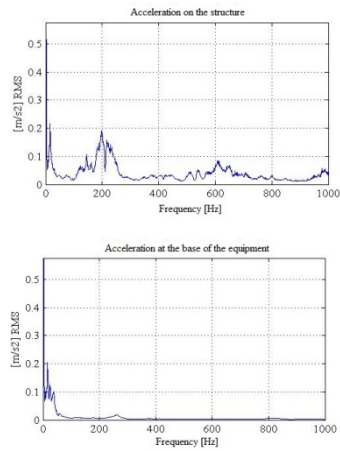 Acceleration on the structure
0.5
0.4
0.3
0.2
0.1
0
[m/s2] RMS
0 200 400 600 800 1000
Frequency [Hz]
Acceleration at the base of the equipment
0.5
0.4
0.3
0.2
0.1
0
[m/s2] RMS
0 200 400 600 800 1000
Frequency [Hz]